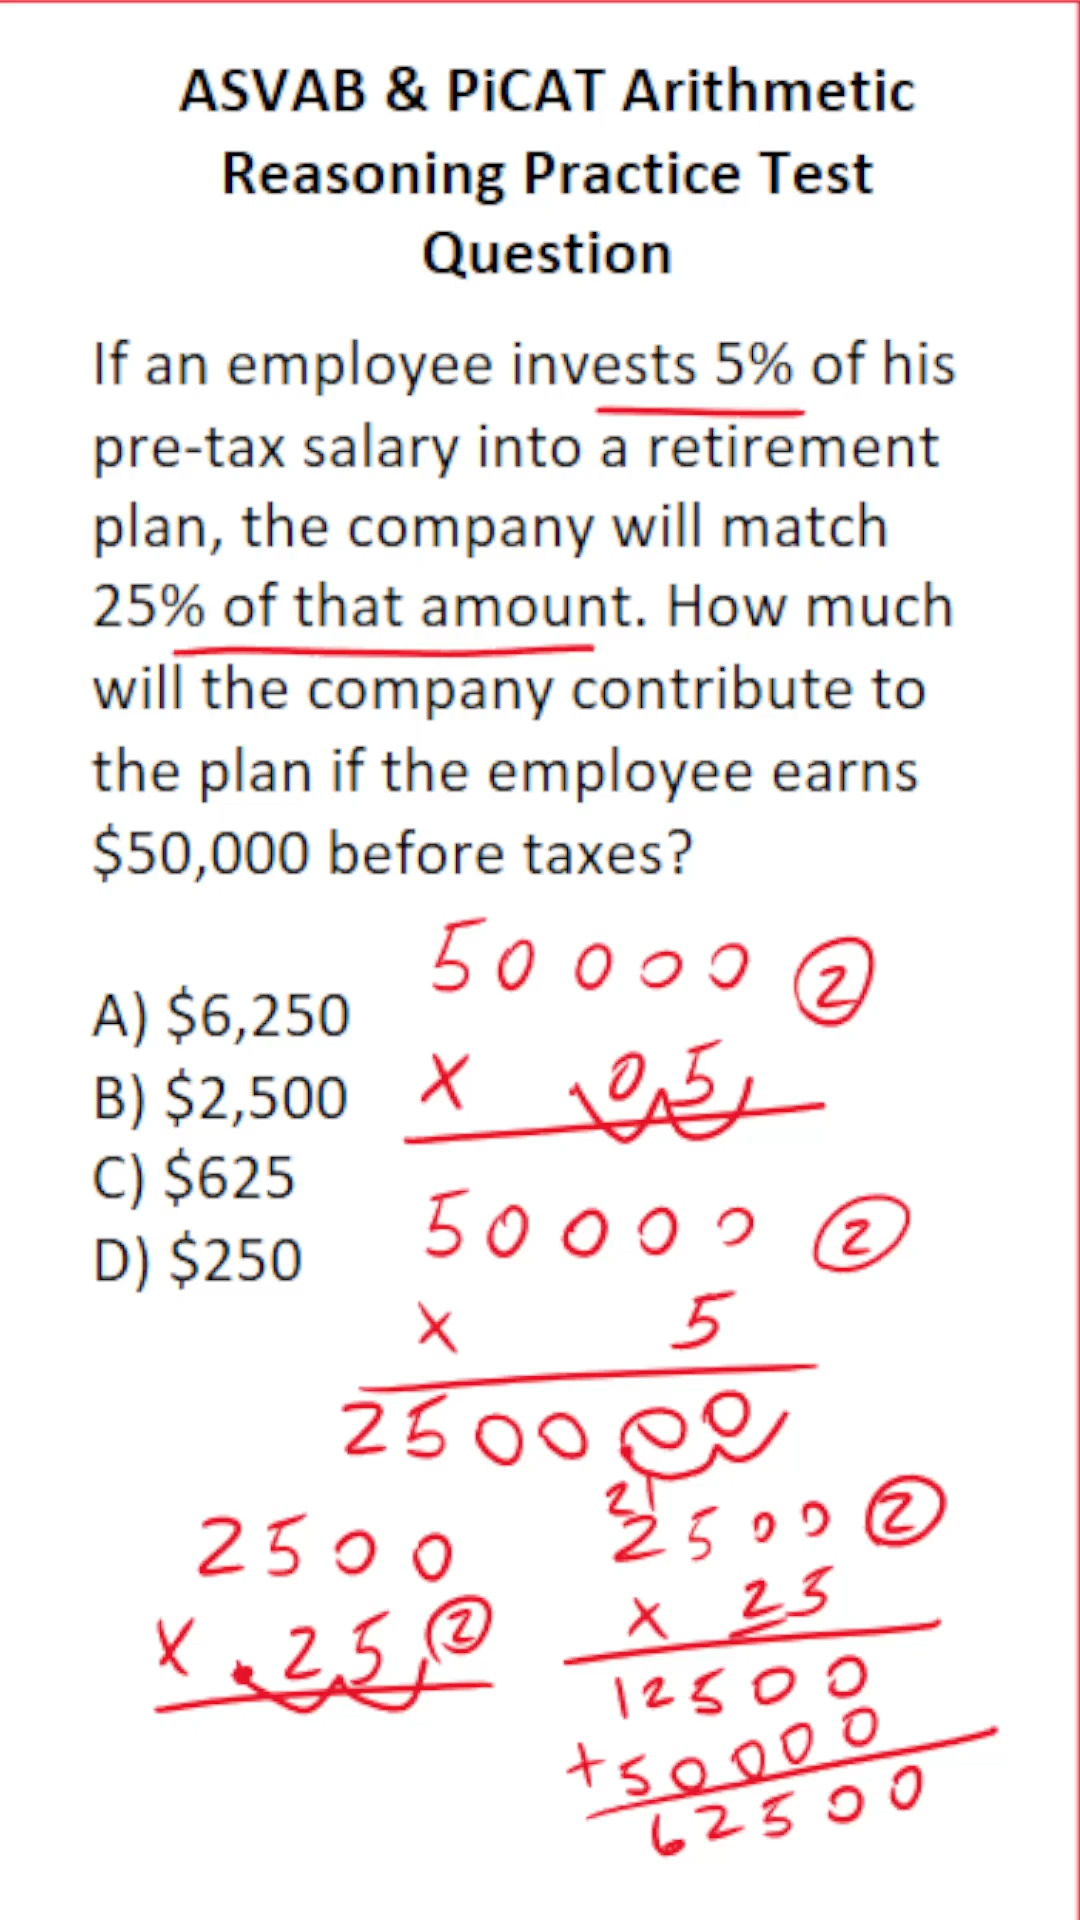 ASVAB & PiCAT Arithmetic
Reasoning Practice Test
Question
If an employee invests 5% of his
pre-tax salary into a retirement
plan, the company will match
25% of that amount. How much
will the company contribute to
the plan if the employee earns
$50,000 before taxes?
A) $6,250
B) $2,500
C) $625
D) $250
50000 2
x .05
50000 2
x 5
250000
2500
x .25 2
2
2500 2
x 25
12500
+50000
62500